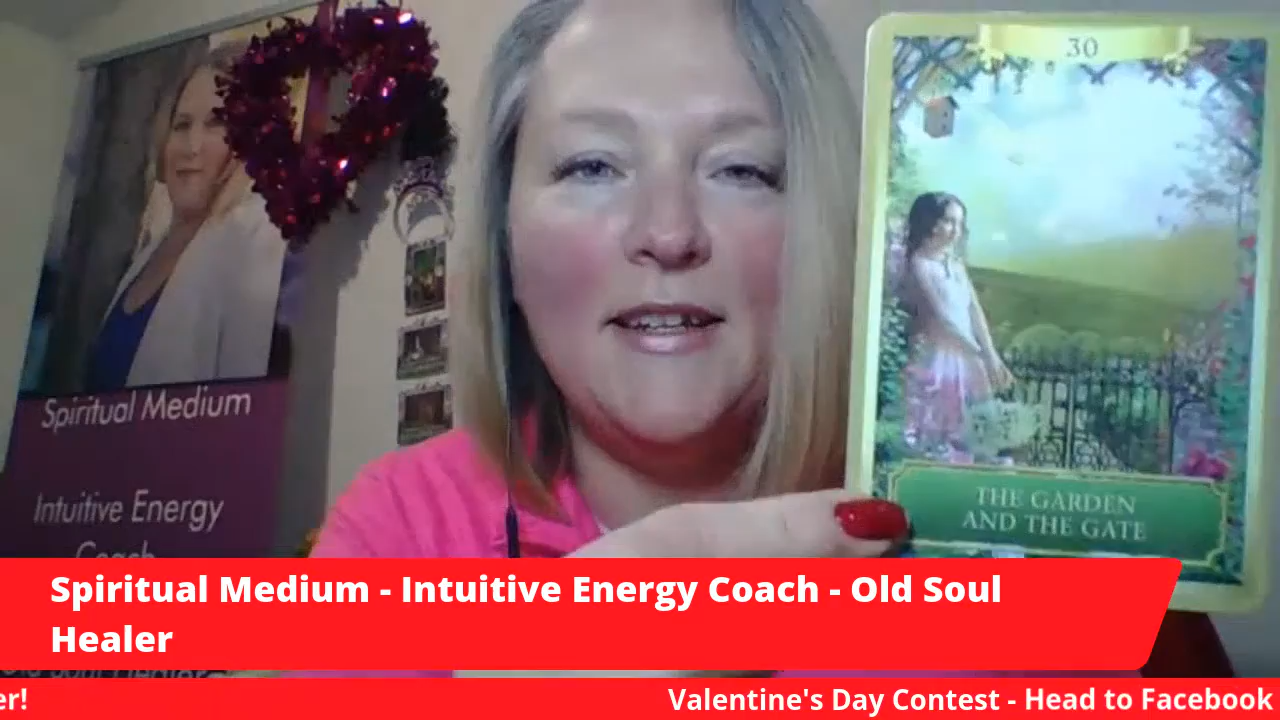 30
THE GARDEN
AND THE GATE
Spiritual Medium
Intuitive Energy
Coach
Spiritual Medium - Intuitive Energy Coach - Old Soul
Healer
er!
Valentine's Day Contest - Head to Facebook